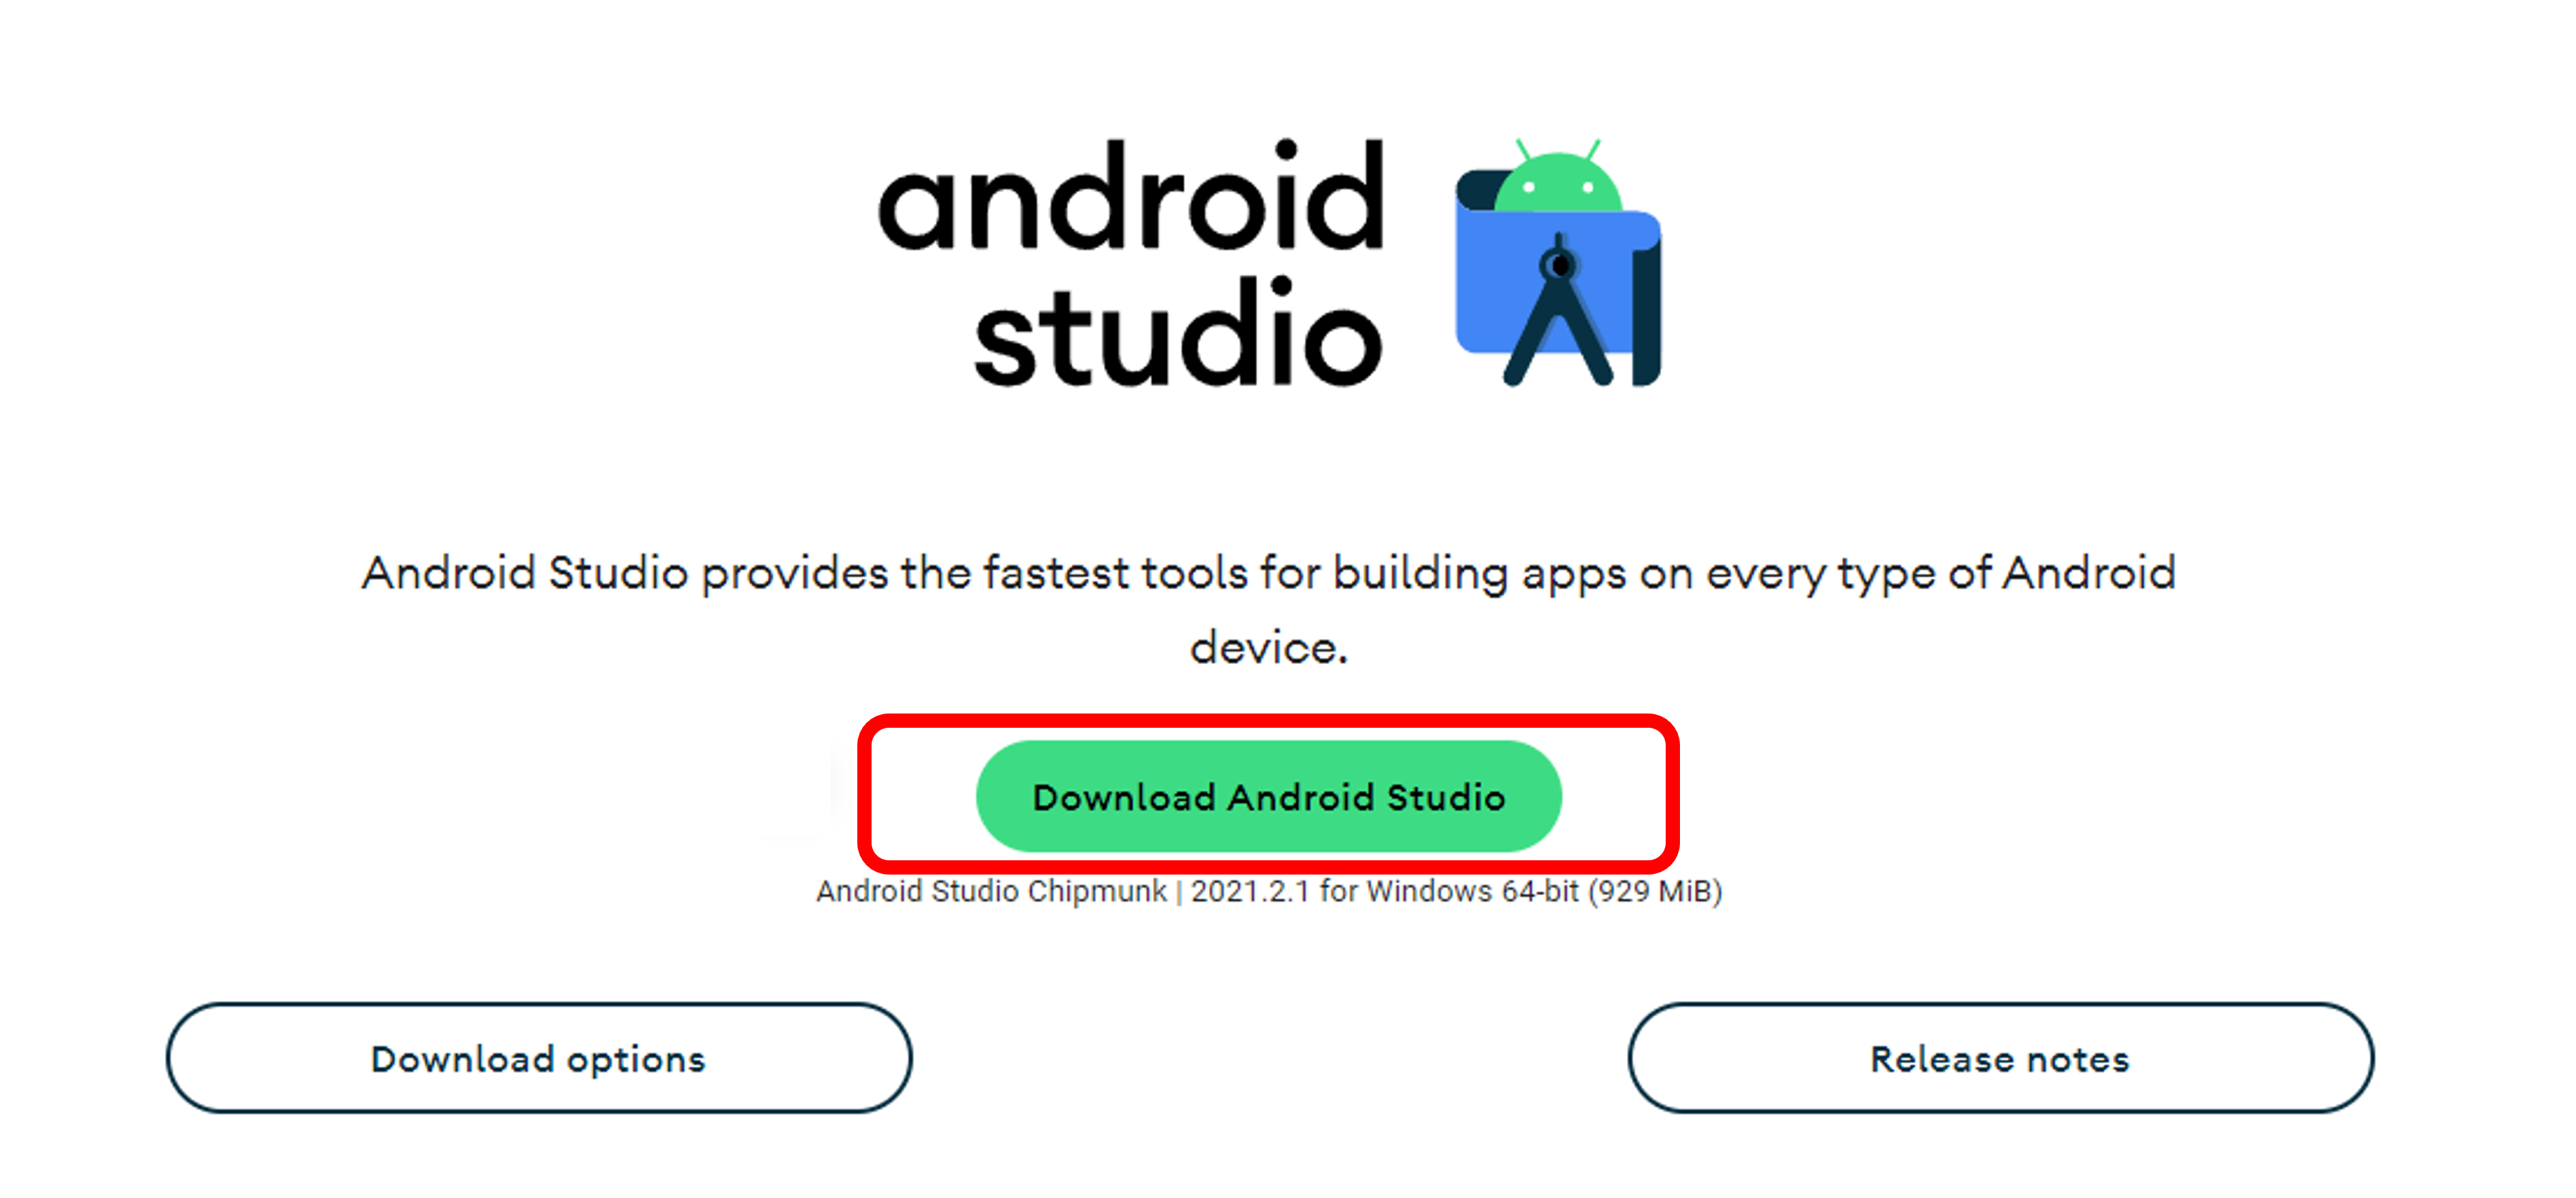 android
studio
Android Studio provides the fastest tools for building apps on every type of Android
device.
Download Android Studio
Android Studio Chipmunk | 2021.2.1 for Windows 64-bit (929 MiB)
Download options
Release notes